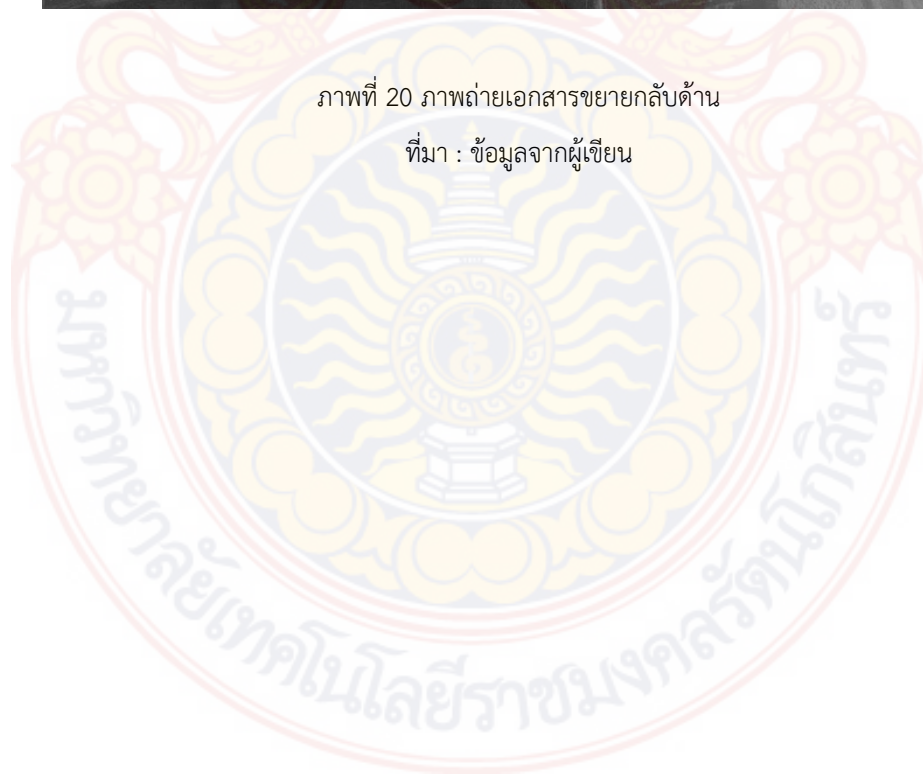 ภาพที่ 20 ภาพถ่ายเอกสารขยายกลับด้าน
ที่มา : ข้อมูลจากผู้เขียน
มหาวิทยาลัยเทคโนโลยีราชมงคลรัตนโกสินทร์